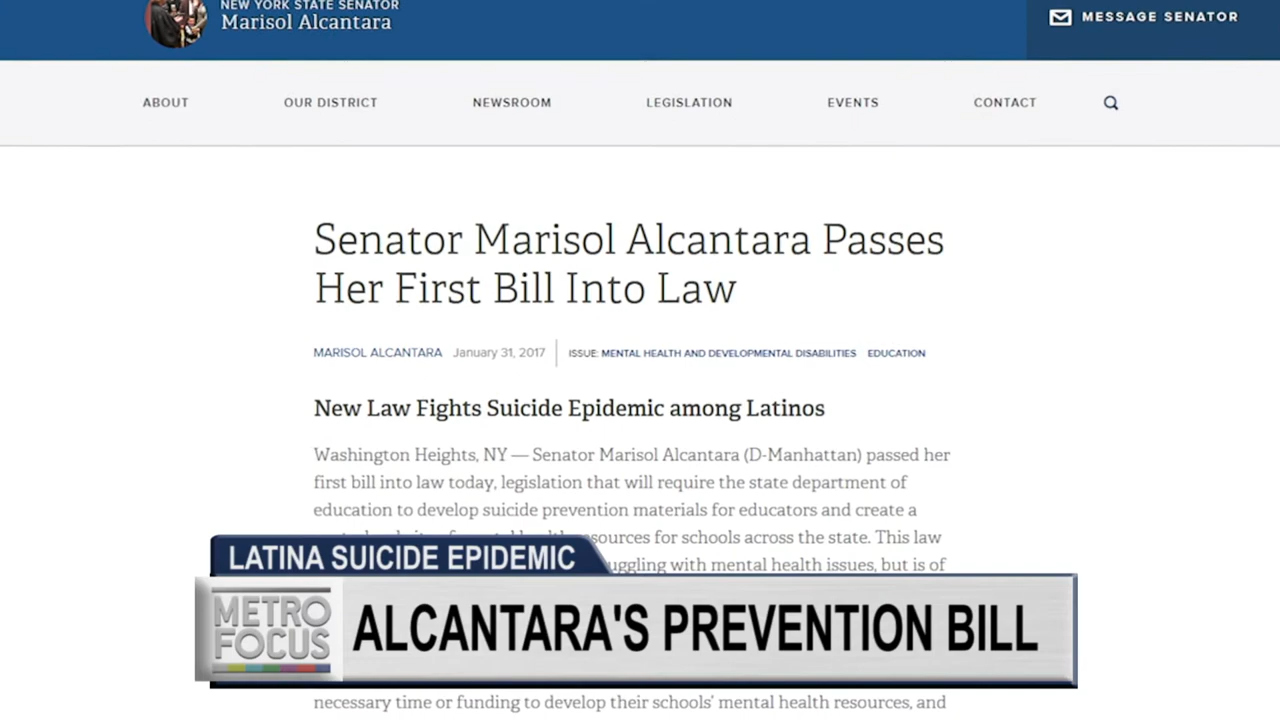 NEW YORK STATE SENATOR
Marisol Alcantara
MESSAGE SENATOR
ABOUT
OUR DISTRICT
NEWSROOM
LEGISLATION
EVENTS
CONTACT
Senator Marisol Alcantara Passes
Her First Bill Into Law
MARISOL ALCANTARA January 31, 2017 ISSUE: MENTAL HEALTH AND DEVELOPMENTAL DISABILITIES EDUCATION
New Law Fights Suicide Epidemic among Latinos
Washington Heights, NY — Senator Marisol Alcantara (D-Manhattan) passed her
first bill into law today, legislation that will require the state department of
education to develop suicide prevention materials for educators and create a
for schools across the state. This law
with mental health issues, but is of
LATINA SUICIDE EPIDEMIC
METRO
FOCUS
ALCANTARA'S PREVENTION BILL
necessary time or funding to develop their schools' mental health resources, and